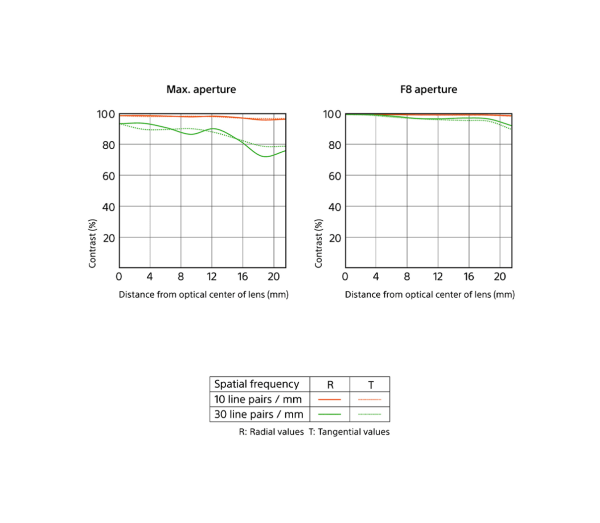 Max. aperture
F8 aperture
100
80
60
40
20
Contrast (%)
0 4 8 12 16 20
Distance from optical center of lens (mm)
100
80
60
40
20
Contrast (%)
0 4 8 12 16 20
Distance from optical center of lens (mm)
Spatial frequency R T
10 line pairs / mm
30 line pairs / mm
R: Radial values T: Tangential values